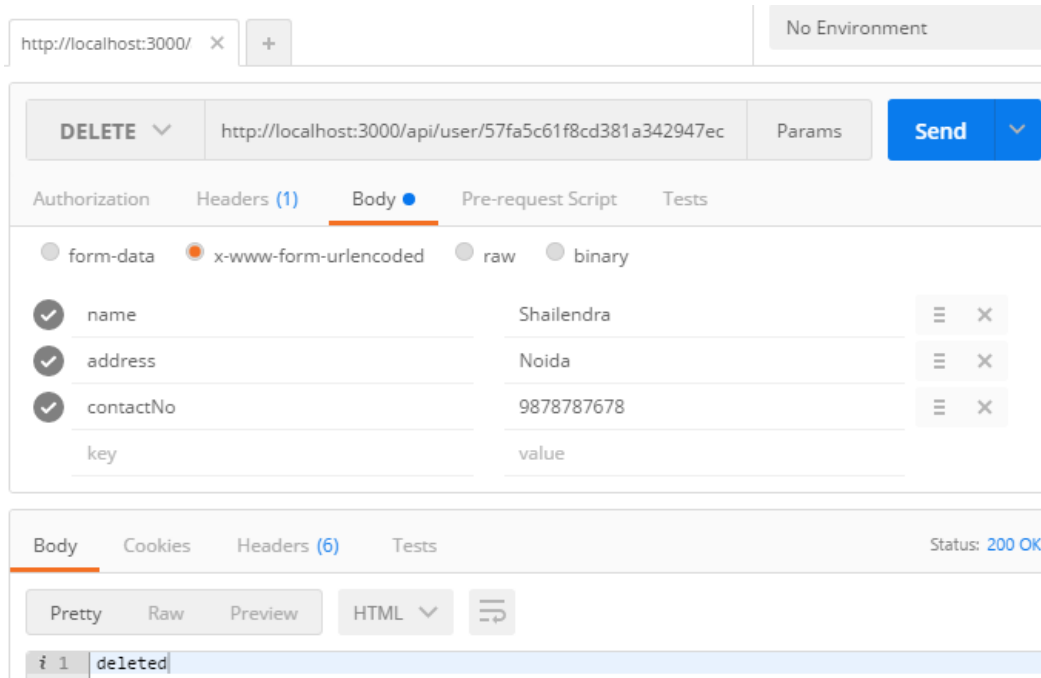 http://localhost:3000/
No Environment
DELETE http://localhost:3000/api/user/57fa5c61f8cd381a342947ec Params Send
Authorization Headers (1) Body Pre-request Script Tests
form-data x-www-form-urlencoded raw binary
name Shailendra
address Noida
contactNo 9878787678
key value
Body Cookies Headers (6) Tests Status: 200 OK
Pretty Raw Preview HTML
i 1 deleted